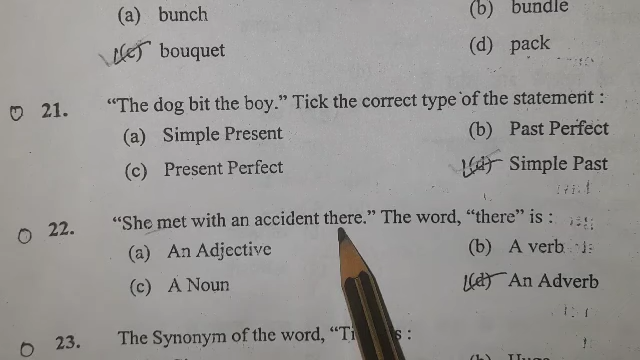 (a) bunch (b) bundle
(c) bouquet (d) pack
21. "The dog bit the boy." Tick the correct type of the statement :
(a) Simple Present (b) Past Perfect
(c) Present Perfect (d) Simple Past
22. "She met with an accident there." The word, "there" is :
(a) An Adjective (b) A verb
(c) A Noun (d) An Adverb
23. The Synonym of the word, "Ti :